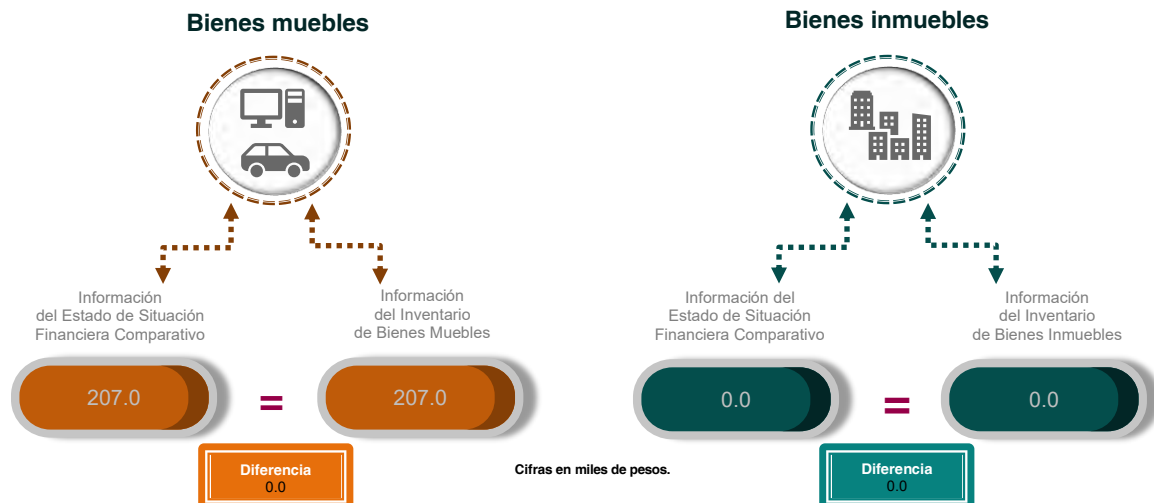 Bienes muebles
Información
del Estado de Situación
Financiera Comparativo
Información
del Inventario
de Bienes Muebles
207.0
=
207.0
Diferencia
0.0
Cifras en miles de pesos.
Bienes inmuebles
Información del
Estado de Situación
Financiera Comparativo
Información
del Inventario
de Bienes Inmuebles
0.0
=
0.0
Diferencia
0.0